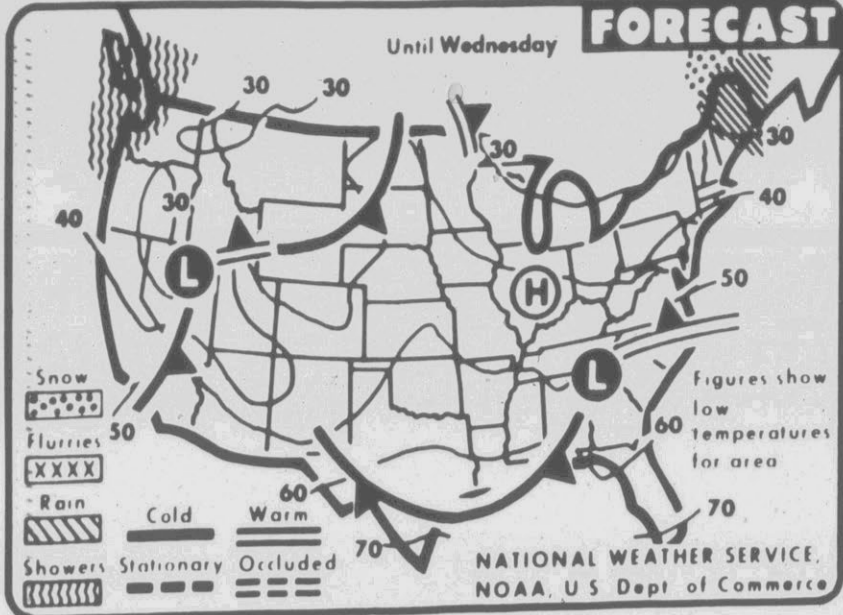 FORECAST
Until Wednesday
30
30
30
30
30
40
40
L
H
50
L
Figures show
low
temperatures
for area
Snow
Flurries
XXXX
Rain
Showers
50
60
60
70
70
Cold
Warm
Stationary
Occluded
NATIONAL WEATHER SERVICE,
NOAA, U S Dept of Commerce